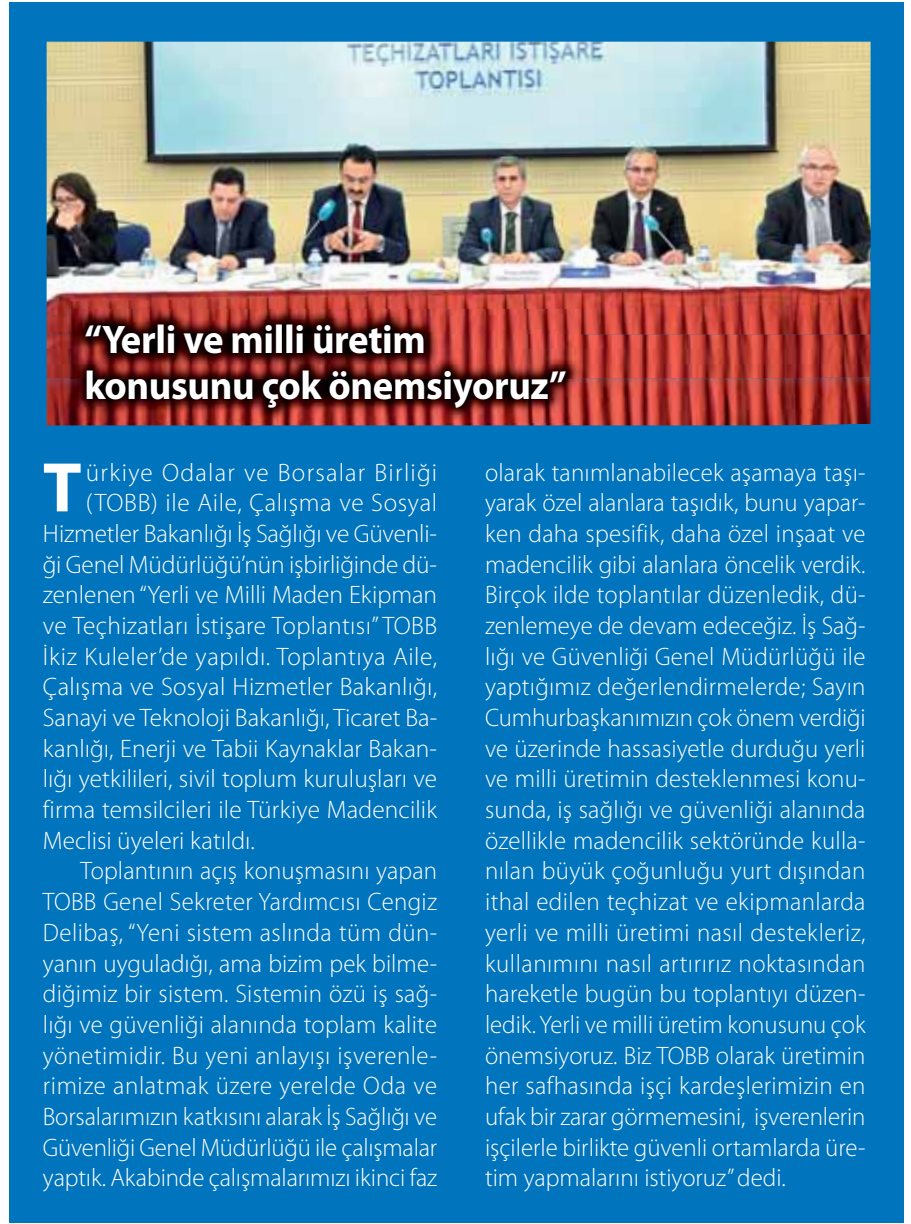 TEÇHİZATLARI İSTİŞARE
TOPLANTISI
“Yerli ve milli üretim
konusunu çok önemsiyoruz”
Türkiye Odalar ve Borsalar Birliği
(TOBB) ile Aile, Çalışma ve Sosyal
Hizmetler Bakanlığı İş Sağlığı ve Güvenli-
ği Genel Müdürlüğü’nün işbirliğinde dü-
zenlenen “Yerli ve Milli Maden Ekipman
ve Teçhizatları İstişare Toplantısı” TOBB
İkiz Kuleler’de yapıldı. Toplantıya Aile,
Çalışma ve Sosyal Hizmetler Bakanlığı,
Sanayi ve Teknoloji Bakanlığı, Ticaret Ba-
kanlığı, Enerji ve Tabii Kaynaklar Bakan-
lığı yetkilileri, sivil toplum kuruluşları ve
firma temsilcileri ile Türkiye Madencilik
Meclisi üyeleri katıldı.
Toplantının açış konuşmasını yapan
TOBB Genel Sekreter Yardımcısı Cengiz
Delibaş, “Yeni sistem aslında tüm dün-
yanın uyguladığı, ama bizim pek bilme-
diğimiz bir sistem. Sistemin özü iş sağ-
lığı ve güvenliği alanında toplam kalite
yönetimidir. Bu yeni anlayışı işverenle-
rimize anlatmak üzere yerelde Oda ve
Borsalarımızın katkısını alarak İş Sağlığı ve
Güvenliği Genel Müdürlüğü ile çalışmalar
yaptık. Akabinde çalışmalarımızı ikinci faz
olarak tanımlanabilecek aşamaya taşı-
yarak özel alanlara taşıdık, bunu yapar-
ken daha spesifik, daha özel inşaat ve
madencilik gibi alanlara öncelik verdik.
Birçok ilde toplantılar düzenledik, dü-
zenlemeye de devam edeceğiz. İş Sağ-
lığı ve Güvenliği Genel Müdürlüğü ile
yaptığımız değerlendirmelerde; Sayın
Cumhurbaşkanımızın çok önem verdiği
ve üzerinde hassasiyetle durduğu yerli
ve milli üretimin desteklenmesi konu-
sunda, iş sağlığı ve güvenliği alanında
özellikle madencilik sektöründe kulla-
nılan büyük çoğunluğu yurt dışından
ithal edilen teçhizat ve ekipmanlarda
yerli ve milli üretimi nasıl destekleriz,
kullanımını nasıl artırırız noktasından
hareketle bugün bu toplantıyı düzen-
ledik. Yerli ve milli üretim konusunu çok
önemsiyoruz. Biz TOBB olarak üretimin
her safhasında işçi kardeşlerimizin en
ufak bir zarar görmemesini, işverenlerin
işçilerle birlikte güvenli ortamlarda üre-
tim yapmalarını istiyoruz” dedi.